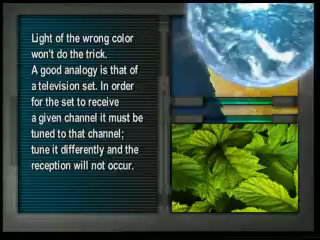 Light of the wrong color
won't do the trick.
A good analogy is that of
a television set. In order
for the set to receive
a given channel it must be
tuned to that channel;
tune it differently and the
reception will not occur.